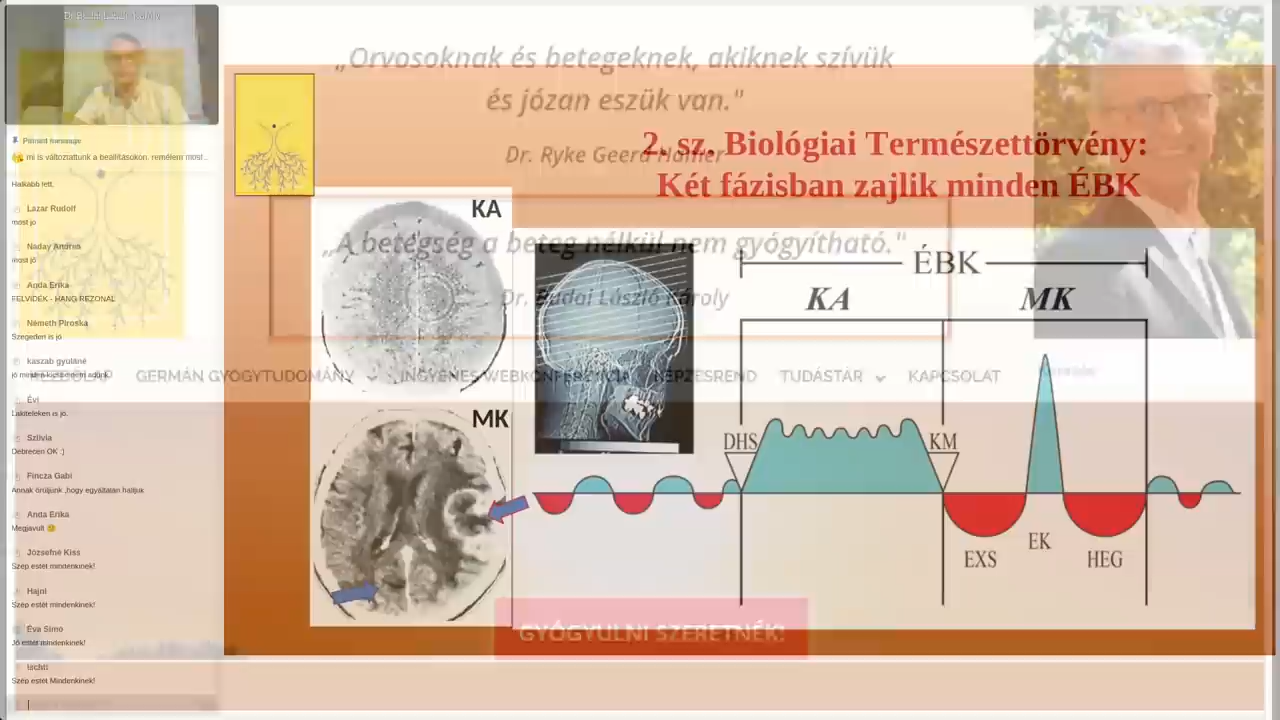 Pinned message
mi is változtattunk a beállításokon. remélem most..
Halkabb lett,
Lazar Rudolf
most jo
Naday Andrea
most jó
Anda Erika
FELVIDÉK - HANG REZONAL
Németh Piroska
Szegeden is jó
kaszab gyuláné
Évi
Lakiteleken is jó.
Szilvia
Debrecen OK :)
Fincza Gabi
Annak örüljünk ,hogy egyáltalán halljuk
Anda Erika
Megjavult
Józsefné Kiss
Szép estét mindenkinek!
Hajni
Szép estét mindenkinek!
Éva Simo
Jó estét mindenkinek!
Ischti
Szép estét Mindenkinek!
„Orvosoknak és betegeknek, akiknek szívük
és józan eszük van."
Dr. Ryke Geerd Hamer
2. sz. Biológiai Természettörvény:
Két fázisban zajlik minden ÉBK
„A betegség a beteg nélkül nem gyógyítható."
Dr. Budai László Károly
GERMÁN GYÓGYTUDOMÁNY
INGYENES WEBKONFERENCIA
KÉPZÉSREND
TUDÁSTÁR
KAPCSOLAT
KA
MK
ÉBK
KA
MK
DHS
KM
EXS
EK
HEG
GYÓGYULNI SZERETNÉK!